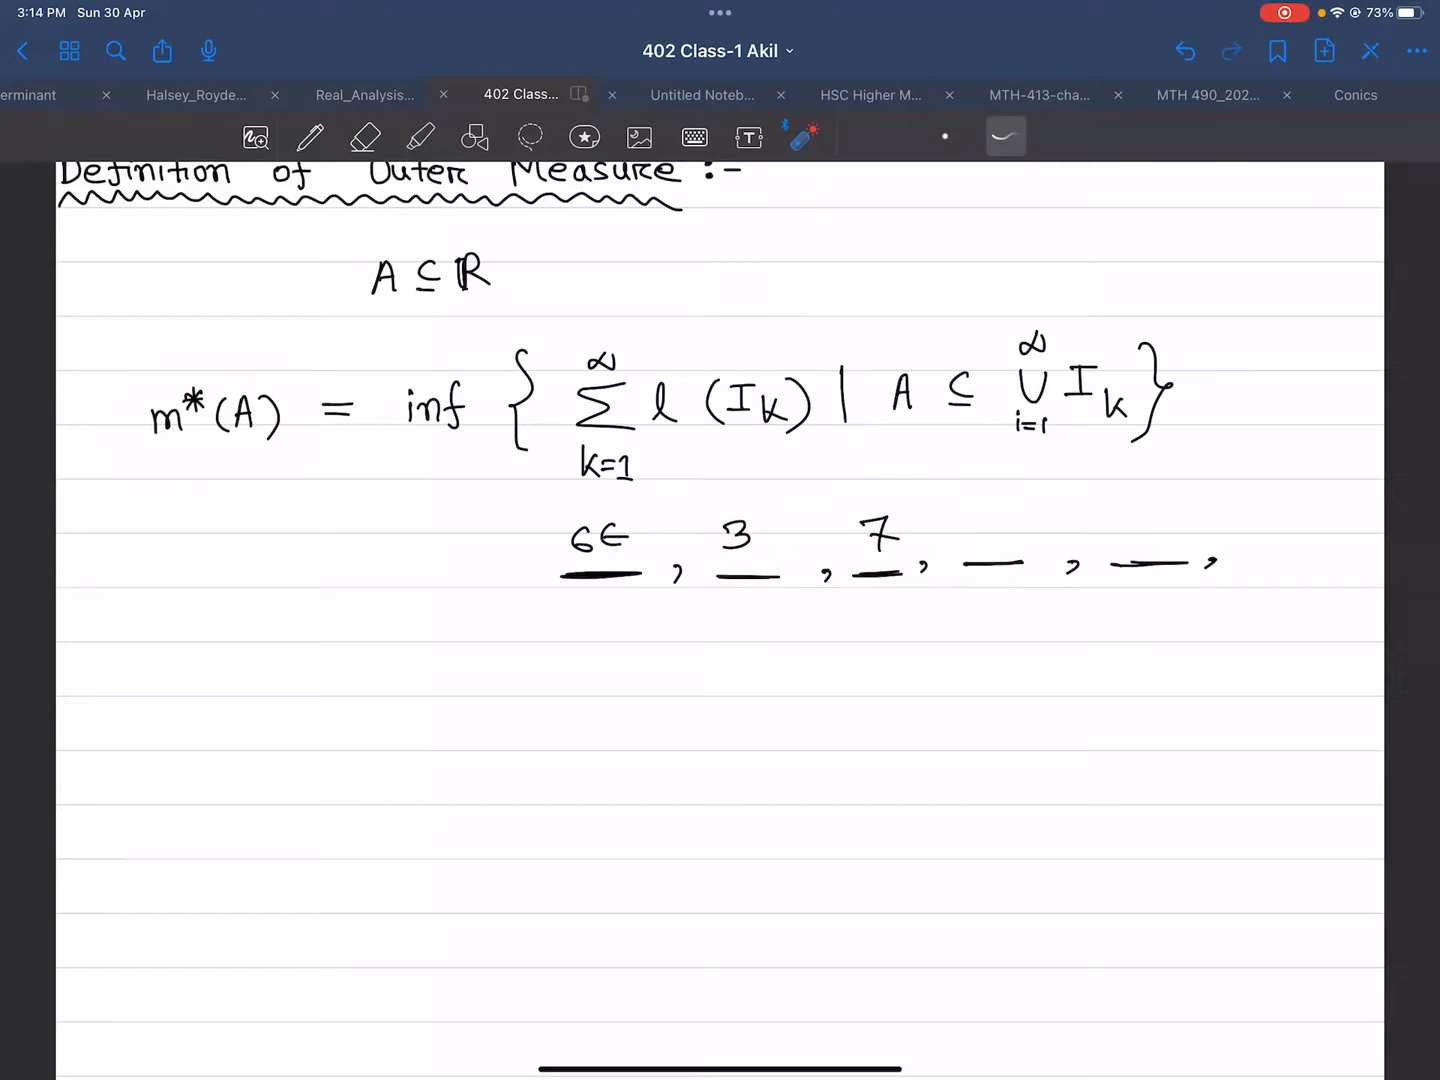 3:14 PM Sun 30 Apr
73%
402 Class-1 Akil
erminant
Halsey_Royde...
Real_Analysis...
402 Class...
Untitled Noteb...
HSC Higher M...
MTH-413-cha...
MTH 490_202...
Conics
Definition of Outer Measure :-
A ⊆ ℝ
m*(A) = inf { ∑_{k=1}^{∞} l (I_k) | A ⊆ ∪_{i=1}^{∞} I_k }
6ϵ , 3 , 7 , __ , __ ,